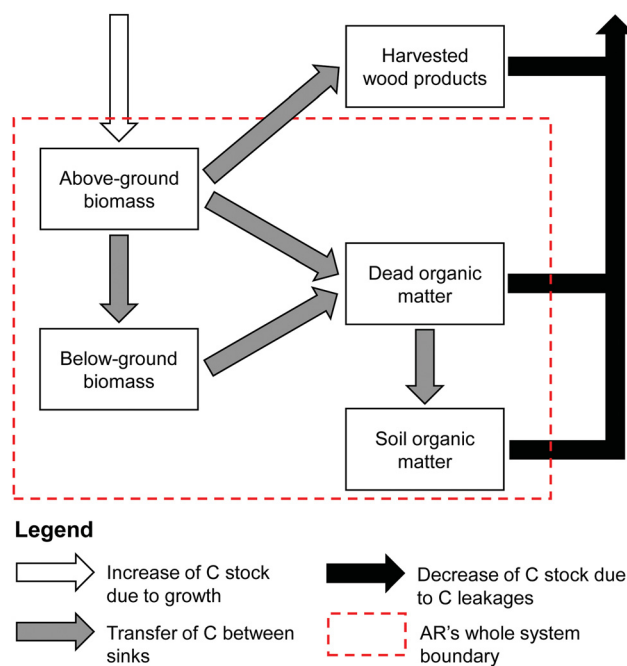 Harvested
wood products
Above-ground
biomass
Dead organic
matter
Below-ground
biomass
Soil organic
matter
Legend
Increase of C stock
due to growth
Decrease of C stock due
to C leakages
Transfer of C between
sinks
AR's whole system
boundary